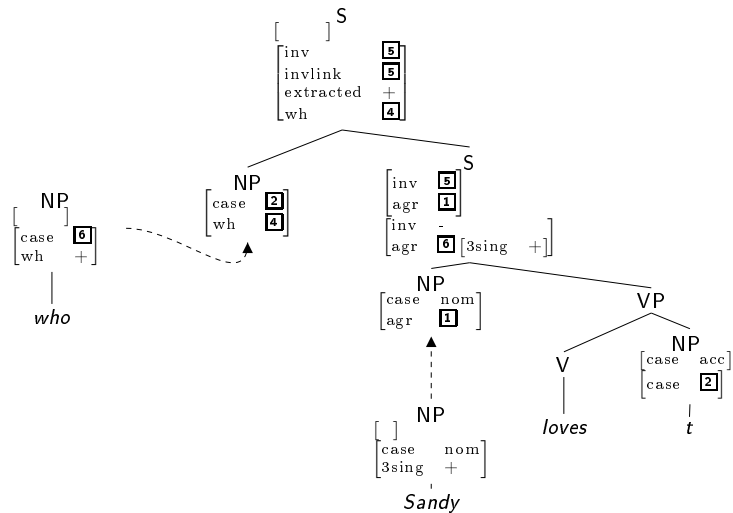 S
[ ]
[inv 5
invlink 5
extracted +
wh 4]
NP
[ ]
[case 6
wh +]
who
NP
[case 2
wh 4]
S
[inv 5
agr 1]
[inv -
agr 6 [3sing +]]
NP
[case nom
agr 1]
VP
V
loves
NP
[case acc]
[case 2]
t
NP
[ ]
[case nom
3sing +]
Sandy